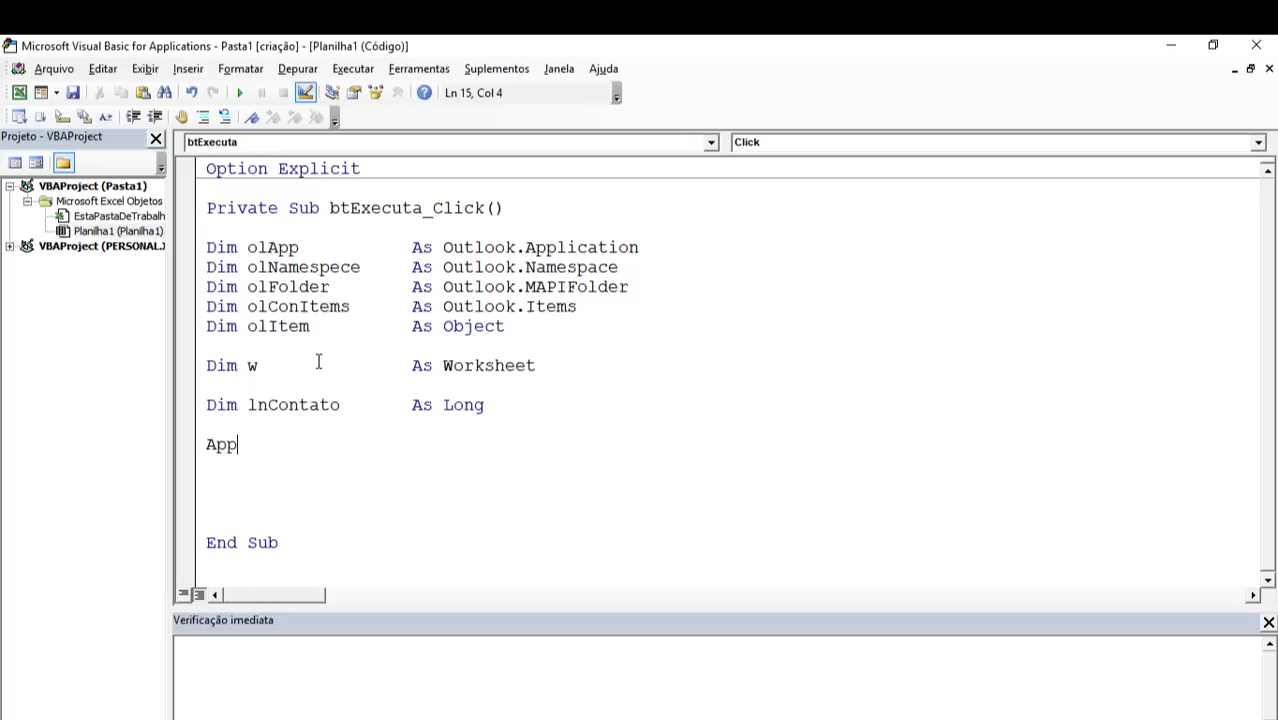 Microsoft Visual Basic for Applications - Pasta1 [criação] - [Planilha1 (Código)]
Arquivo Editar Exibir Inserir Formatar Depurar Executar Ferramentas Suplementos Janela Ajuda
Ln 15, Col 4
Projeto - VBAProject
btExecuta Click
VBAProject (Pasta1)
Microsoft Excel Objetos
EstaPastaDeTrabalh
Planilha1 (Planilha1)
VBAProject (PERSONAL.X
Option Explicit
Private Sub btExecuta_Click()
Dim olApp As Outlook.Application
Dim olNamespece As Outlook.Namespace
Dim olFolder As Outlook.MAPIFolder
Dim olConItems As Outlook.Items
Dim olItem As Object
Dim w As Worksheet
Dim lnContato As Long
App
End Sub
Verificação imediata